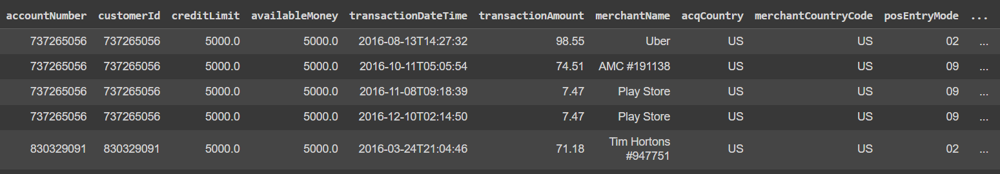 accountNumber customerId creditLimit availableMoney transactionDateTime transactionAmount merchantName acqCountry merchantCountryCode posEntryMode ...
737265056 737265056 5000.0 5000.0 2016-08-13T14:27:32 98.55 Uber US US 02 ...
737265056 737265056 5000.0 5000.0 2016-10-11T05:05:54 74.51 AMC #191138 US US 09 ...
737265056 737265056 5000.0 5000.0 2016-11-08T09:18:39 7.47 Play Store US US 09 ...
737265056 737265056 5000.0 5000.0 2016-12-10T02:14:50 7.47 Play Store US US 09 ...
830329091 830329091 5000.0 5000.0 2016-03-24T21:04:46 71.18 Tim Hortons #947751 US US 02 ...